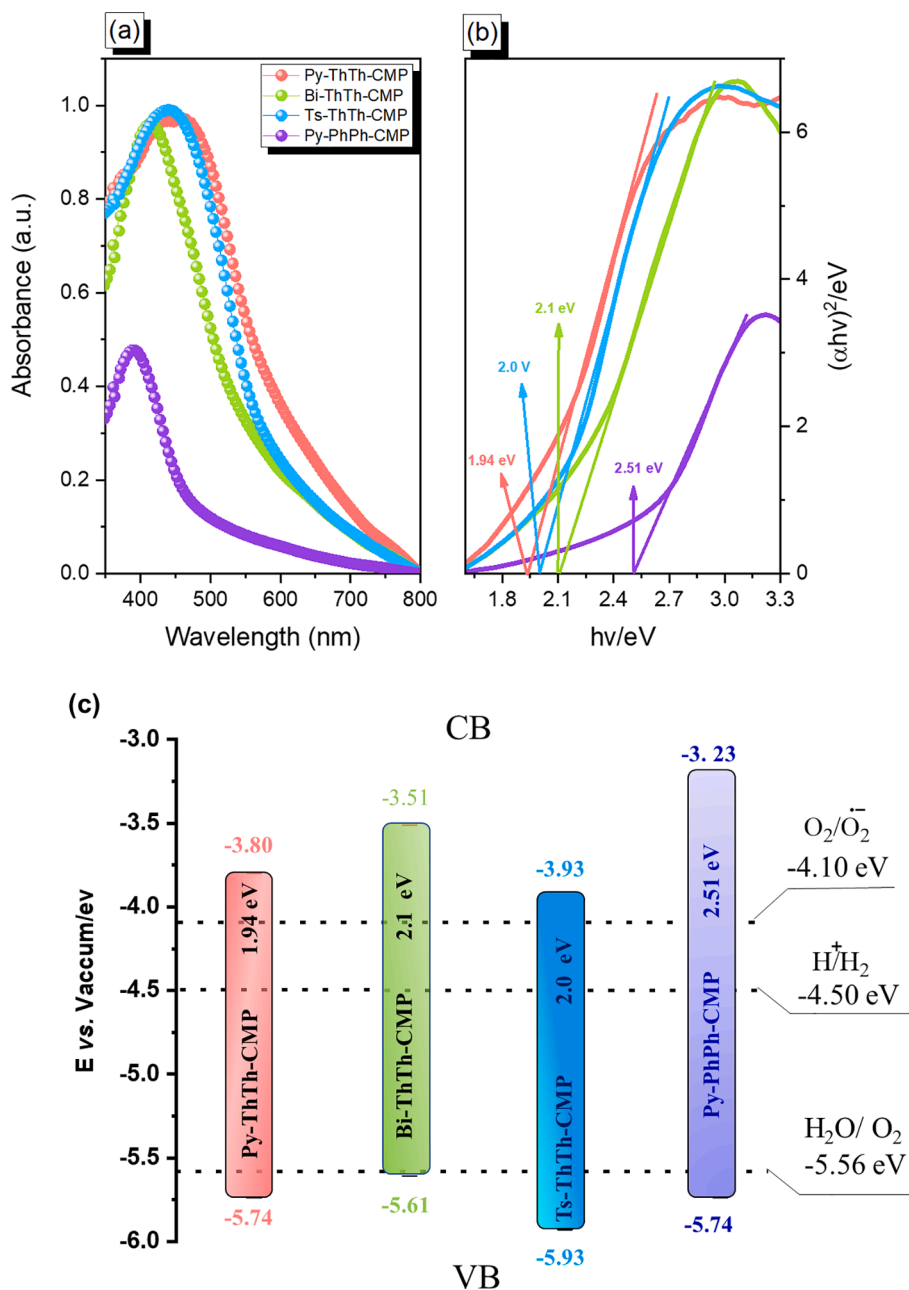 (a)
Py-ThTh-CMP
Bi-ThTh-CMP
Ts-ThTh-CMP
Py-PhPh-CMP
1.0
0.8
0.6
0.4
0.2
0.0
Absorbance (a.u.)
400 500 600 700 800
Wavelength (nm)
(b)
2.1 eV
2.0 V
1.94 eV
2.51 eV
6
4
2
0
(αhv)²/eV
1.8 2.1 2.4 2.7 3.0 3.3
hv/eV
(c)
CB
-3.0
-3.5
-4.0
-4.5
-5.0
-5.5
-6.0
E vs. Vaccum/ev
-3.80
1.94 eV
Py-ThTh-CMP
-5.74
-3.51
2.1 eV
Bi-ThTh-CMP
-5.61
-3.93
2.0 eV
Ts-ThTh-CMP
-5.93
-3. 23
2.51 eV
Py-PhPh-CMP
-5.74
O₂/O₂˙⁻
-4.10 eV
H⁺/H₂
-4.50 eV
H₂O/ O₂
-5.56 eV
VB